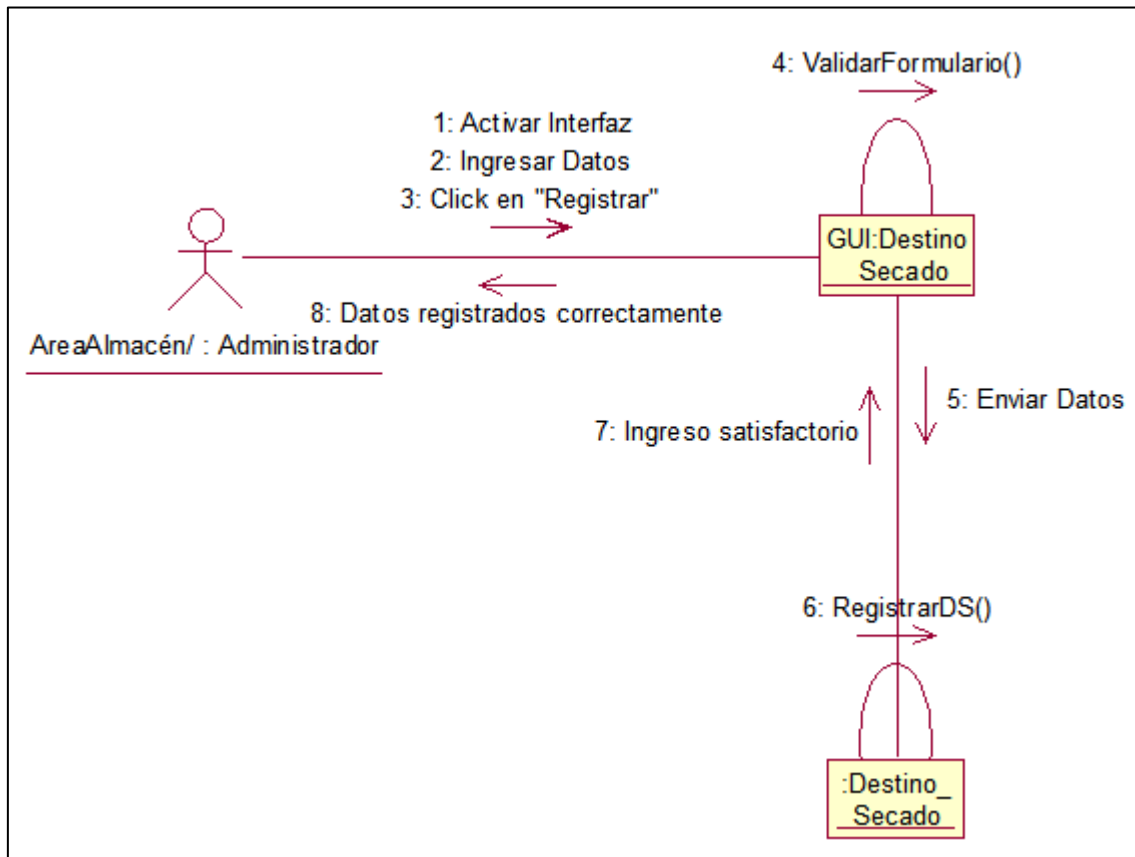 4: ValidarFormulario()
1: Activar Interfaz
2: Ingresar Datos
3: Click en "Registrar"
GUI:Destino
Secado
8: Datos registrados correctamente
AreaAlmacén/ : Administrador
5: Enviar Datos
7: Ingreso satisfactorio
6: RegistrarDS()
:Destino_
Secado